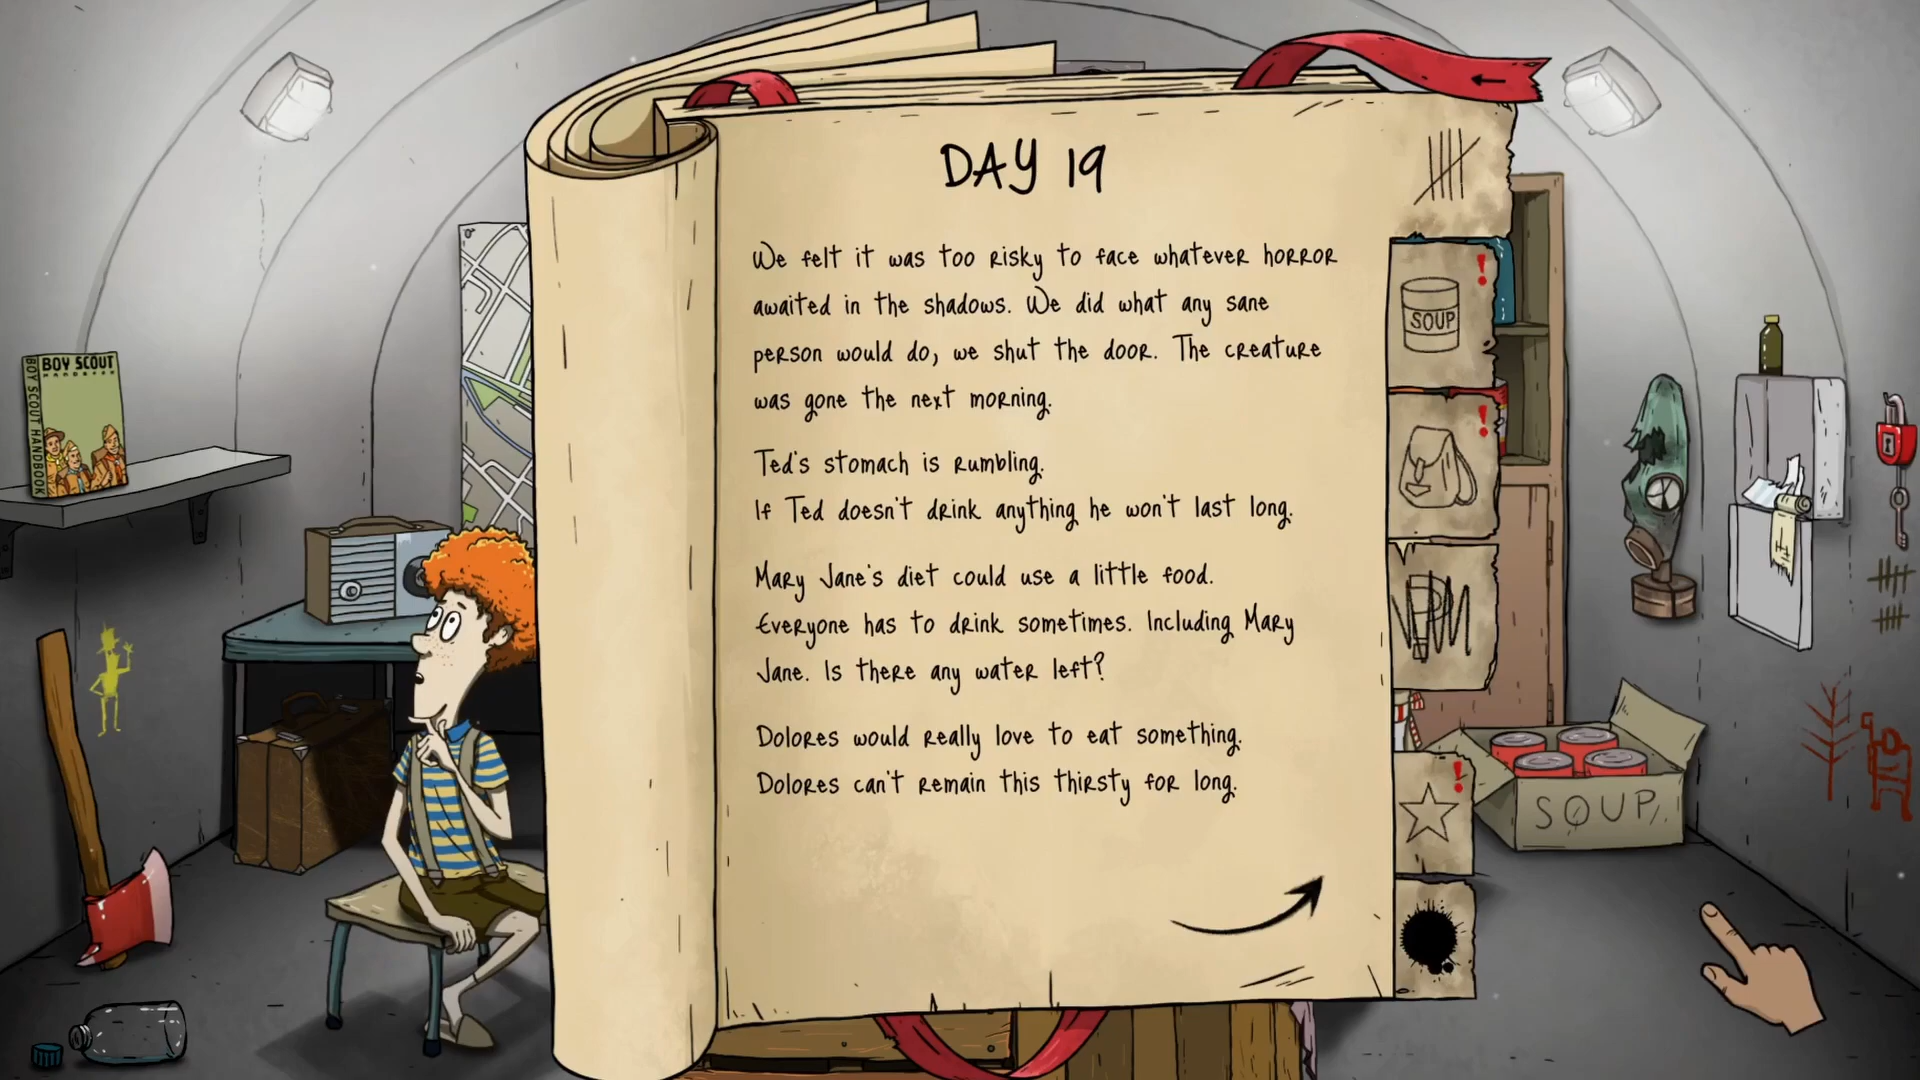 BOY SCOUT
HANDBOOK
BOY SCOUT HANDBOOK
DAY 19
We felt it was too risky to face whatever horror
awaited in the shadows. We did what any sane
person would do, we shut the door. The creature
was gone the next morning.
Ted's stomach is rumbling.
If Ted doesn't drink anything he won't last long.
Mary Jane's diet could use a little food.
Everyone has to drink sometimes. Including Mary
Jane. Is there any water left?
Dolores would really love to eat something.
Dolores can't remain this thirsty for long.
!
SOUP
!
!
SOUP